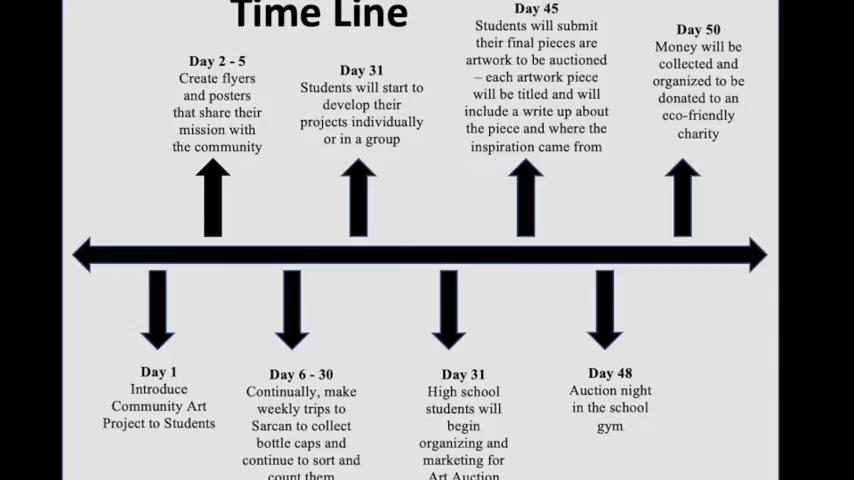 Time Line
Day 2 - 5
Create flyers
and posters
that share their
mission with
the community
Day 31
Students will start to
develop their
projects individually
or in a group
Day 45
Students will submit
their final pieces are
artwork to be auctioned
– each artwork piece
will be titled and will
include a write up about
the piece and where the
inspiration came from
Day 50
Money will be
collected and
organized to be
donated to an
eco-friendly
charity
Day 1
Introduce
Community Art
Project to Students
Day 6 - 30
Continually, make
weekly trips to
Sarcan to collect
bottle caps and
continue to sort and
count them
Day 31
High school
students will
begin
organizing and
marketing for
Art Auction
Day 48
Auction night
in the school
gym